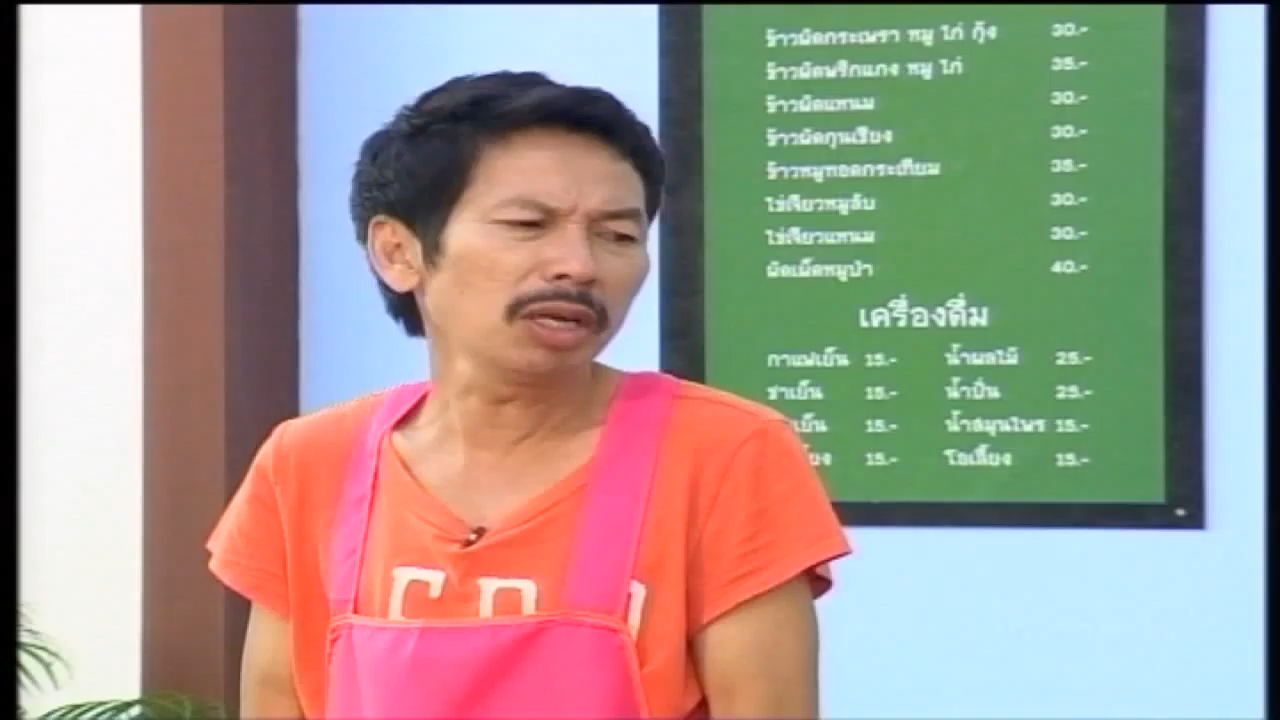 ข้าวผัดกระเพรา หมู ไก่ กุ้ง 30.-
ข้าวผัดพริกแกง หมู ไก่ 35.-
ข้าวผัดแหนม 30.-
ข้าวผัดกุนเชียง 30.-
ข้าวหมูทอดกระเทียม 35.-
ไข่เจียวหมูสับ 30.-
ไข่เจียวแหนม 30.-
ผัดเผ็ดหมูป่า 40.-
เครื่องดื่ม
กาแฟเย็น 15.- น้ำผลไม้ 25.-
ชาเย็น 15.- น้ำปั่น 25.-
เย็น 15.- น้ำสมุนไพร 15.-
15.- โอเลี้ยง 15.-